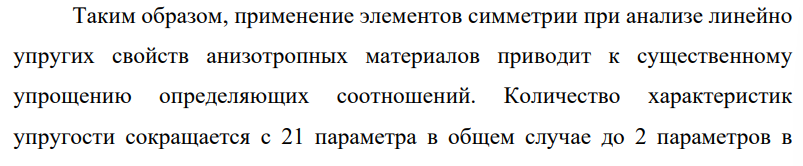 Таким образом, применение элементов симметрии при анализе линейно
упругих свойств анизотропных материалов приводит к существенному
упрощению определяющих соотношений. Количество характеристик
упругости сокращается с 21 параметра в общем случае до 2 параметров в